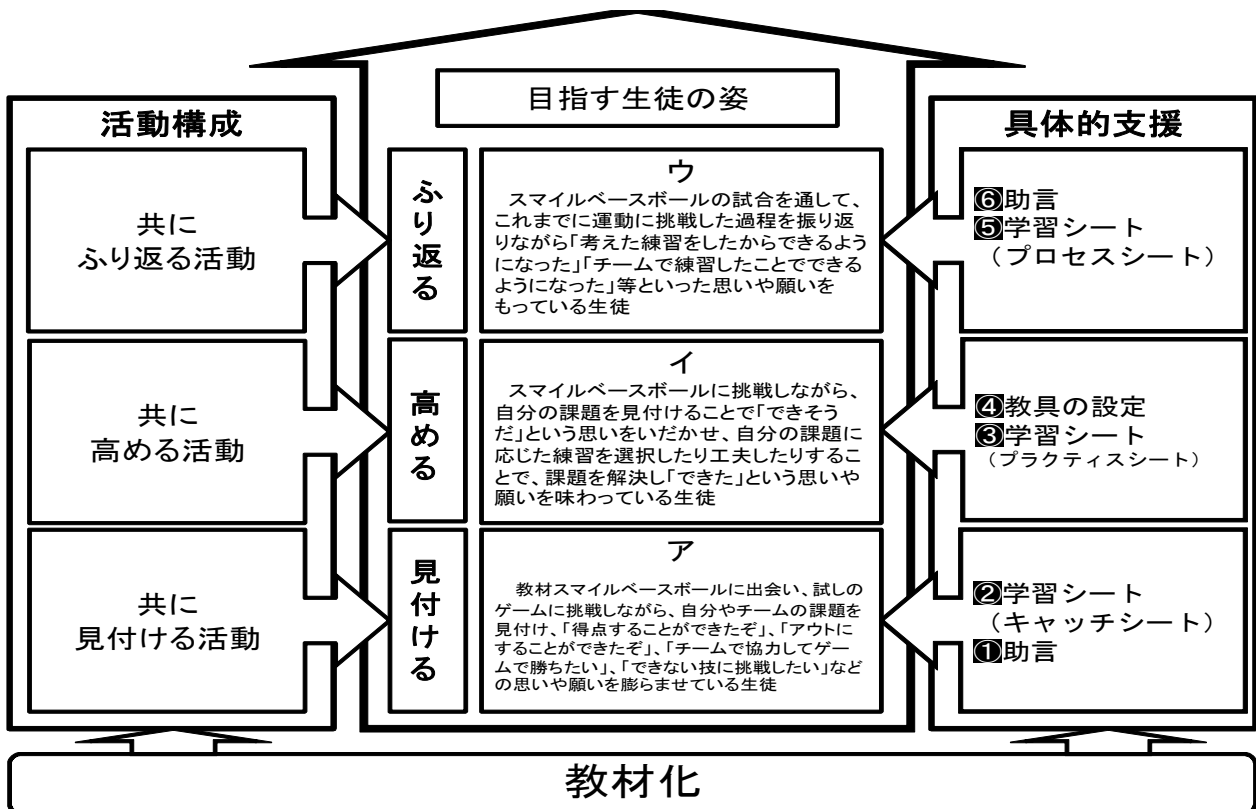 目指す生徒の姿
活動構成
共に
ふり返る活動
共に
高める活動
共に
見付ける活動
ふり返る
ウ
スマイルベースボールの試合を通して、
これまでに運動に挑戦した過程を振り返
りながら「考えた練習をしたからできるよう
になった」「チームで練習したことでできる
ようになった」等といった思いや願いを
もっている生徒
高める
イ
スマイルベースボールに挑戦しながら、
自分の課題を見付けることで「できそう
だ」という思いをいだかせ、自分の課題に
応じた練習を選択したり工夫したりするこ
とで、課題を解決し「できた」という思いや
願いを味わっている生徒
見付ける
ア
教材スマイルベースボールに出会い、試しの
ゲームに挑戦しながら、自分やチームの課題を
見付け、「得点することができたぞ」、「アウトに
することができたぞ」、「チームで協力してゲー
ムで勝ちたい」、「できない技に挑戦したい」など
の思いや願いを膨らませている生徒
具体的支援
❻助言
❺学習シート
（プロセスシート）
❹教具の設定
❸学習シート
（プラクティスシート）
❷学習シート
（キャッチシート）
❶助言
教材化